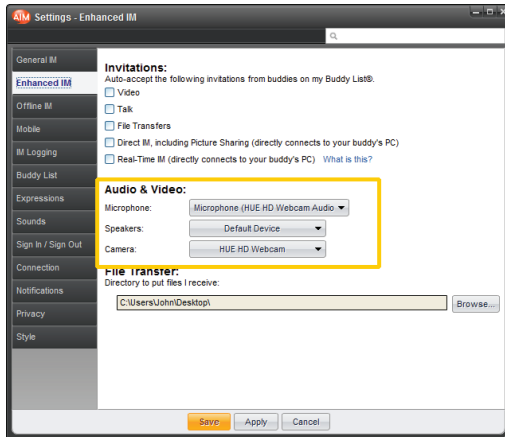 AIM Settings - Enhanced IM
General IM
Enhanced IM
Offline IM
Mobile
IM Logging
Buddy List
Expressions
Sounds
Sign In / Sign Out
Connection
Notifications
Privacy
Style
Invitations:
Auto-accept the following invitations from buddies on my Buddy List®.
Video
Talk
File Transfers
Direct IM, including Picture Sharing (directly connects to your buddy's PC)
Real-Time IM (directly connects to your buddy's PC) What is this?
Audio & Video:
Microphone: Microphone (HUE HD Webcam Audio
Speakers: Default Device
Camera: HUE HD Webcam
File Transfer:
Directory to put files I receive:
C:\Users\John\Desktop\ Browse...
Save Apply Cancel